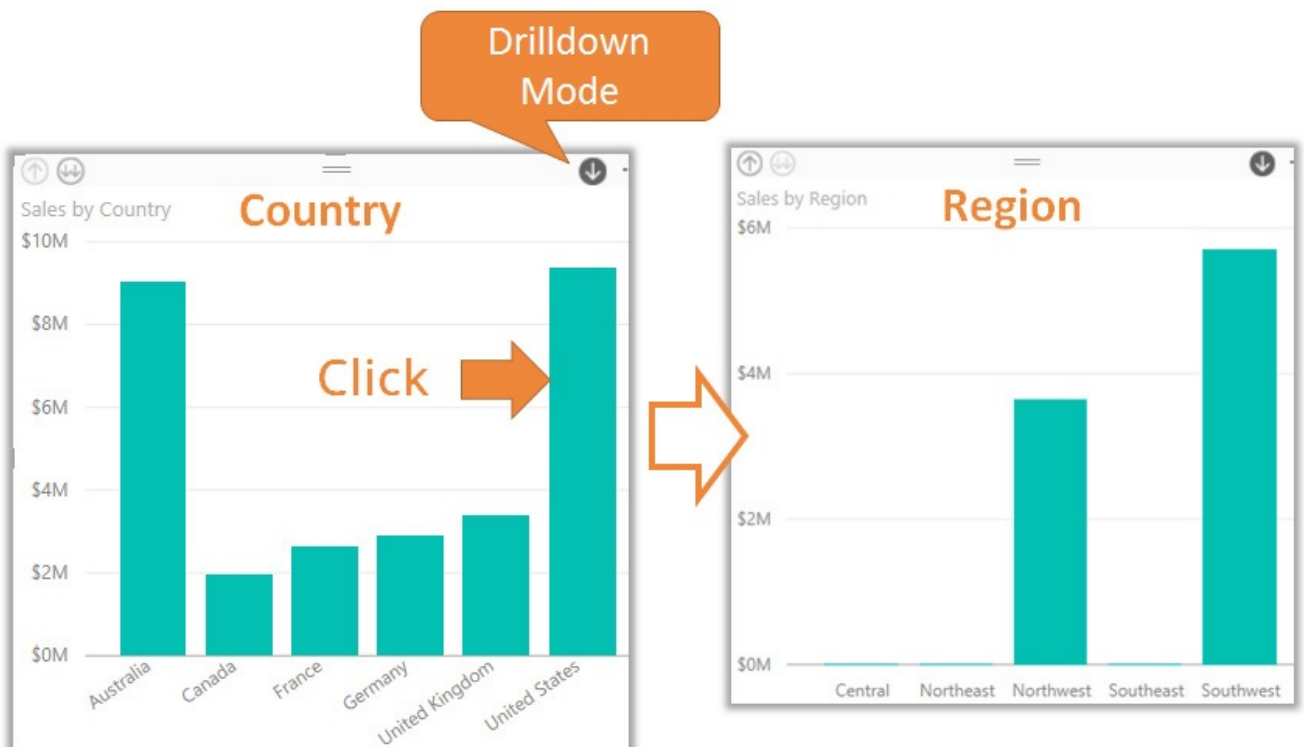 Drilldown
Mode
Sales by Country
Country
$10M
$8M
$6M
$4M
$2M
$0M
Click
Australia
Canada
France
Germany
United Kingdom
United States
Sales by Region
Region
$6M
$4M
$2M
$0M
Central
Northeast
Northwest
Southeast
Southwest